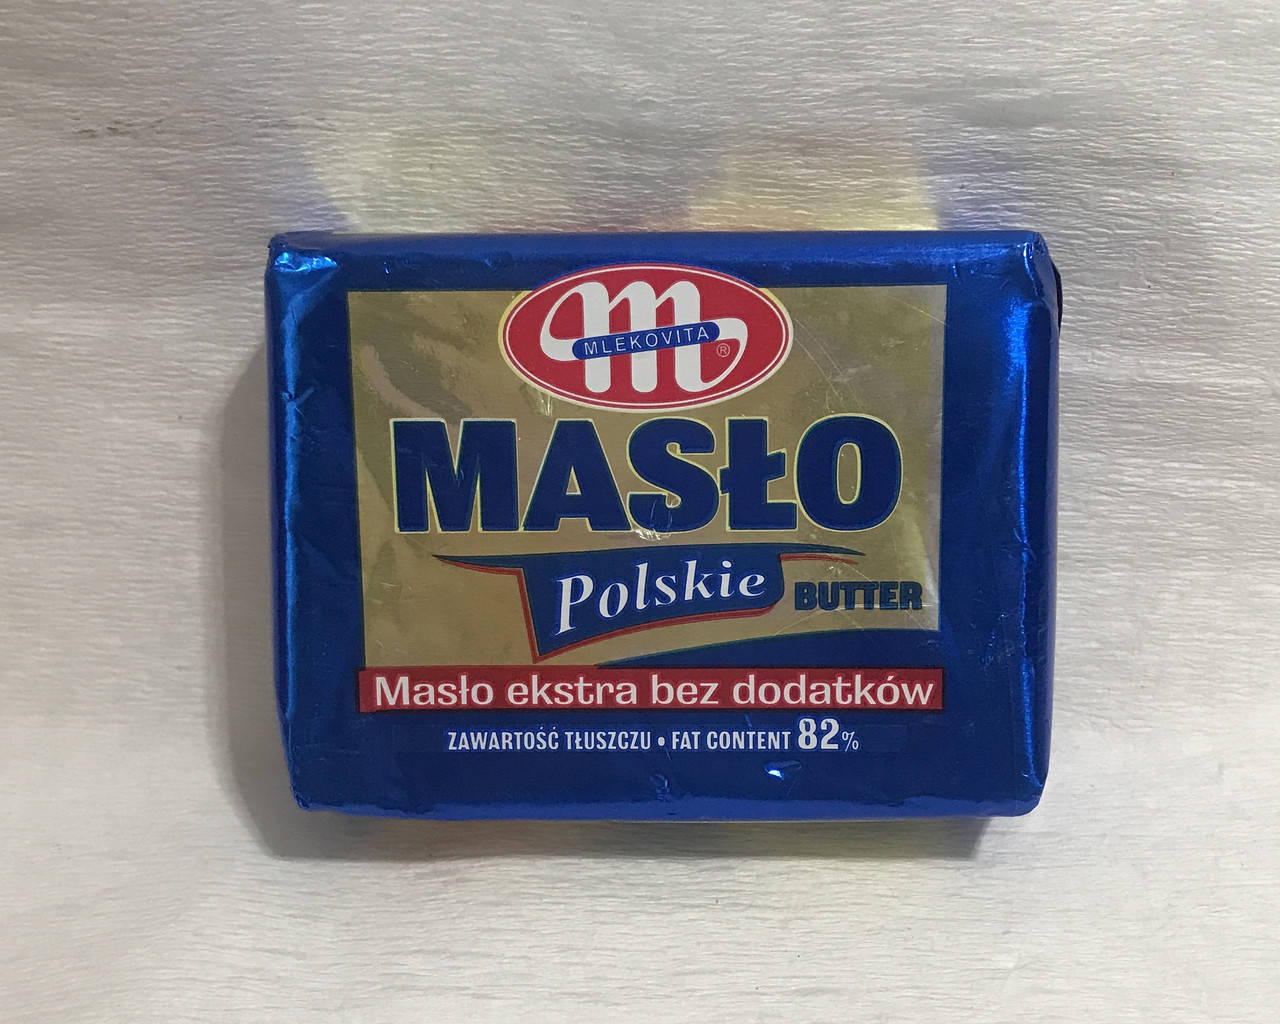 m
MLEKOVITA ®
MASŁO
Polskie
BUTTER
Masło ekstra bez dodatków
ZAWARTOŚĆ TŁUSZCZU • FAT CONTENT 82%